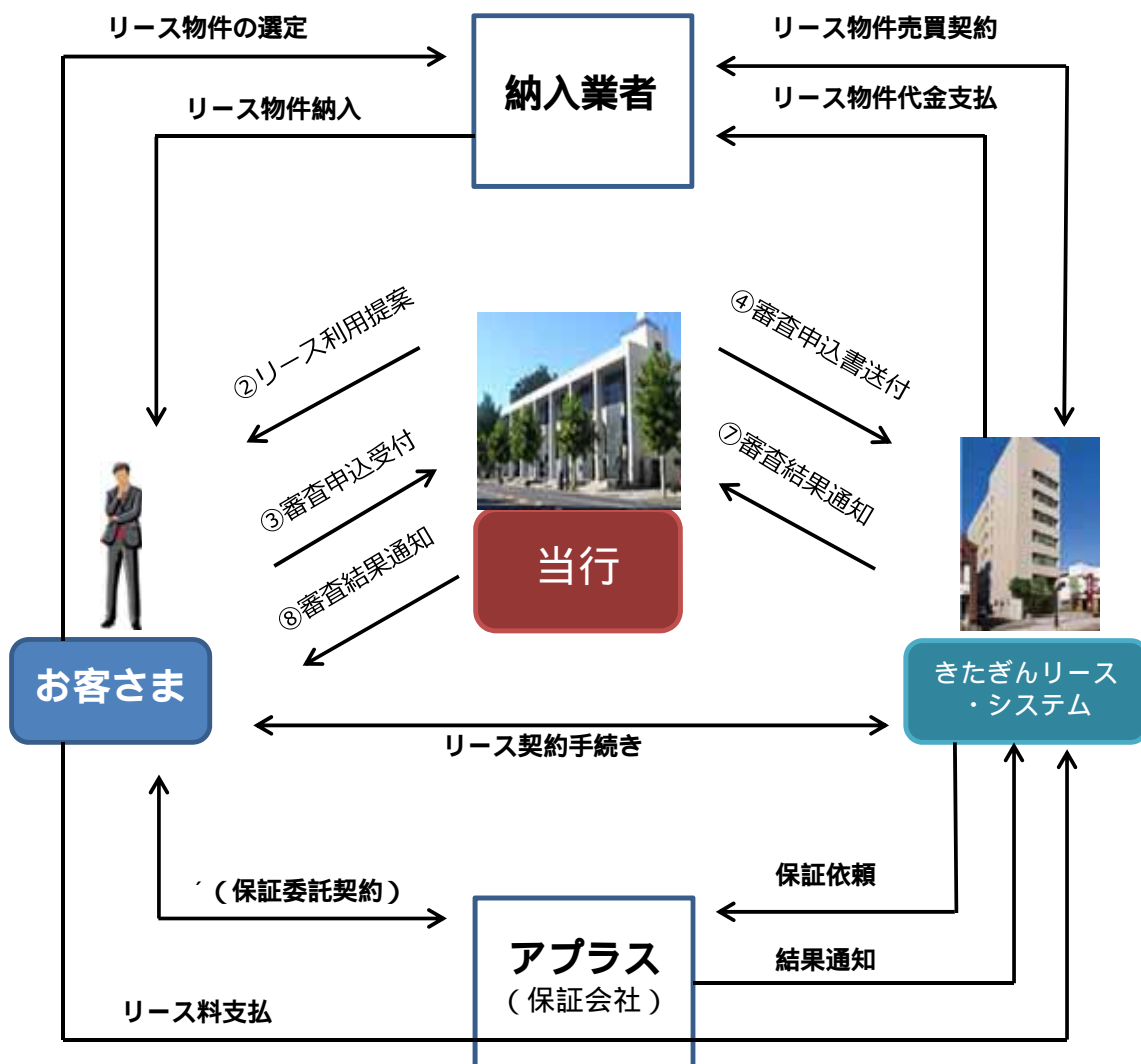 リース物件の選定
リース物件売買契約
納入業者
リース物件納入
リース物件代金支払
②リース利用提案
④審査申込書送付
③審査申込受付
⑦審査結果通知
⑧審査結果通知
当行
お客さま
きたぎんリース
・システム
リース契約手続き
´（保証委託契約）
保証依頼
アプラス
（保証会社）
結果通知
リース料支払